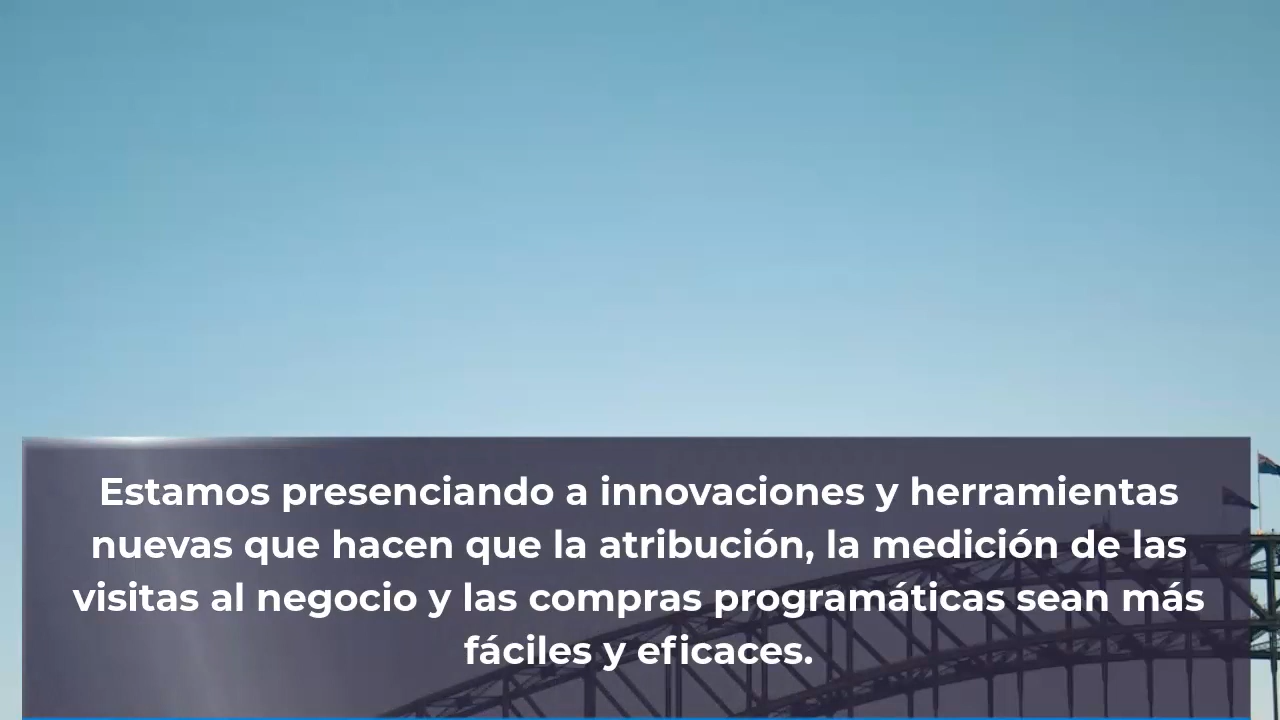 Estamos presenciando a innovaciones y herramientas
nuevas que hacen que la atribución, la medición de las
visitas al negocio y las compras programáticas sean más
fáciles y eficaces.